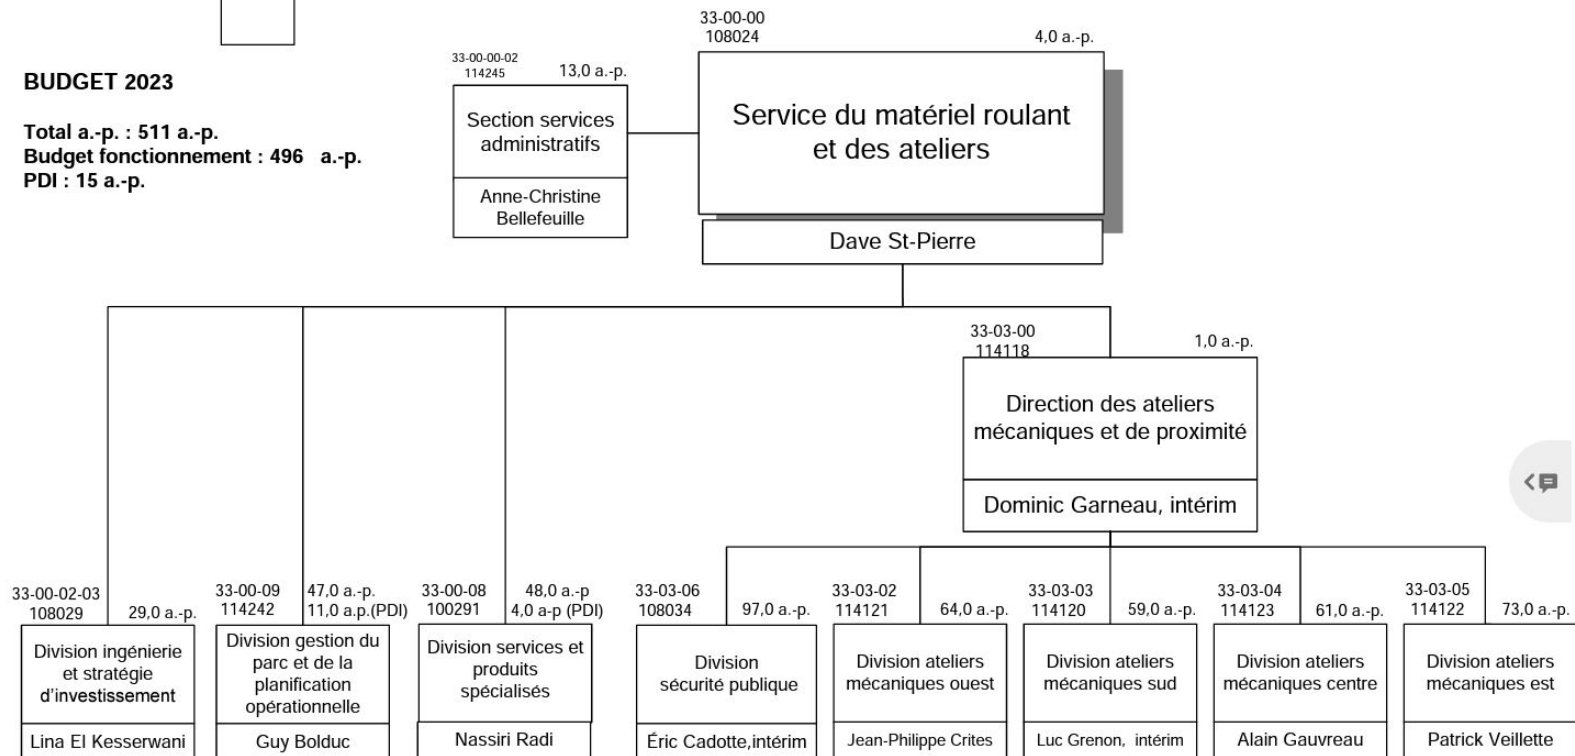 33-00-00
108024
4,0 a.-p.
33-00-00-02
114245
13,0 a.-p.
BUDGET 2023
Total a.-p. : 511 a.-p.
Budget fonctionnement : 496 a.-p.
PDI : 15 a.-p.
Section services
administratifs
Anne-Christine
Bellefeuille
Service du matériel roulant
et des ateliers
Dave St-Pierre
33-03-00
114118
1,0 a.-p.
Direction des ateliers
mécaniques et de proximité
Dominic Garneau, intérim
33-00-02-03
108029
29,0 a.-p.
Division ingénierie
et stratégie
d'investissement
Lina El Kesserwani
33-00-09
114242
47,0 a.-p.
11,0 a.p.(PDI)
Division gestion du
parc et de la
planification
opérationnelle
Guy Bolduc
33-00-08
100291
48,0 a.-p
4,0 a-p (PDI)
Division services et
produits
spécialisés
Nassiri Radi
33-03-06
108034
97,0 a.-p.
Division
sécurité publique
Éric Cadotte,intérim
33-03-02
114121
64,0 a.-p.
Division ateliers
mécaniques ouest
Jean-Philippe Crites
33-03-03
114120
59,0 a.-p.
Division ateliers
mécaniques sud
Luc Grenon, intérim
33-03-04
114123
61,0 a.-p.
Division ateliers
mécaniques centre
Alain Gauvreau
33-03-05
114122
73,0 a.-p.
Division ateliers
mécaniques est
Patrick Veillette